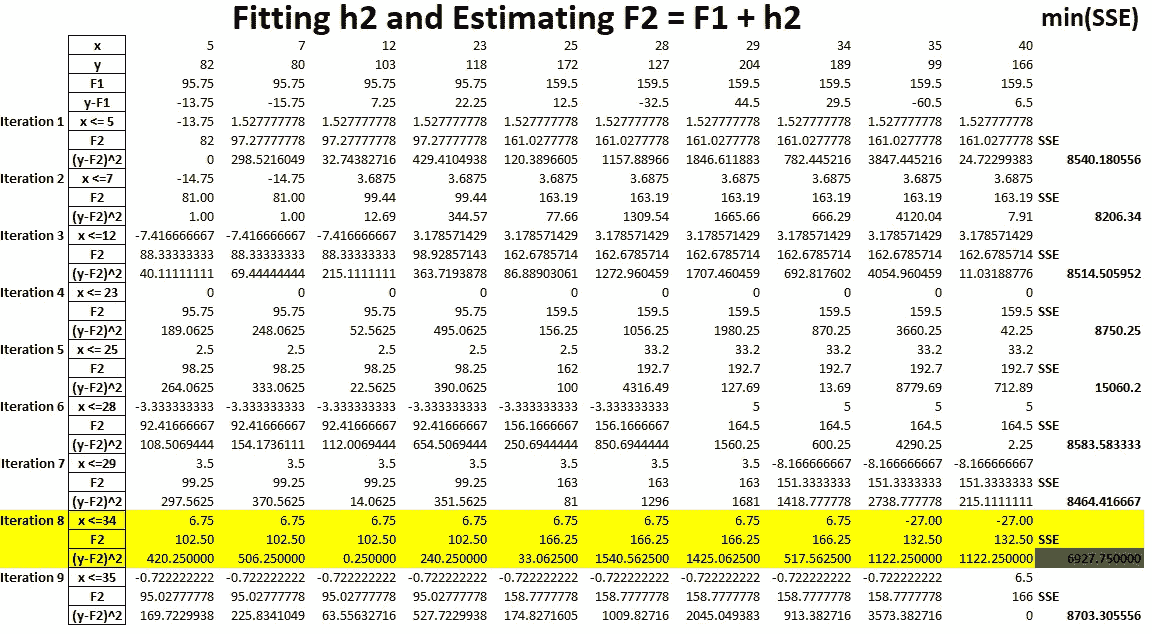 Fitting h2 and Estimating F2 = F1 + h2 min(SSE)
x 5 7 12 23 25 28 29 34 35 40
y 82 80 103 118 172 127 204 189 99 166
F1 95.75 95.75 95.75 95.75 159.5 159.5 159.5 159.5 159.5 159.5
y-F1 -13.75 -15.75 7.25 22.25 12.5 -32.5 44.5 29.5 -60.5 6.5
Iteration 1 x <= 5 -13.75 1.527777778 1.527777778 1.527777778 1.527777778 1.527777778 1.527777778 1.527777778 1.527777778 1.527777778
F2 82 97.27777778 97.27777778 97.27777778 161.0277778 161.0277778 161.0277778 161.0277778 161.0277778 161.0277778 SSE
(y-F2)^2 0 298.5216049 32.74382716 429.4104938 120.3896605 1157.88966 1846.611883 782.445216 3847.445216 24.72299383 8540.180556
Iteration 2 x <=7 -14.75 -14.75 3.6875 3.6875 3.6875 3.6875 3.6875 3.6875 3.6875 3.6875
F2 81.00 81.00 99.44 99.44 163.19 163.19 163.19 163.19 163.19 163.19 SSE
(y-F2)^2 1.00 1.00 12.69 344.57 77.66 1309.54 1665.66 666.29 4120.04 7.91 8206.34
Iteration 3 x <=12 -7.416666667 -7.416666667 -7.416666667 3.178571429 3.178571429 3.178571429 3.178571429 3.178571429 3.178571429 3.178571429
F2 88.33333333 88.33333333 88.33333333 98.92857143 162.6785714 162.6785714 162.6785714 162.6785714 162.6785714 162.6785714 SSE
(y-F2)^2 40.11111111 69.44444444 215.1111111 363.7193878 86.88903061 1272.960459 1707.460459 692.817602 4054.960459 11.03188776 8514.505952
Iteration 4 x <= 23 0 0 0 0 0 0 0 0 0 0
F2 95.75 95.75 95.75 95.75 159.5 159.5 159.5 159.5 159.5 159.5 SSE
(y-F2)^2 189.0625 248.0625 52.5625 495.0625 156.25 1056.25 1980.25 870.25 3660.25 42.25 8750.25
Iteration 5 x <= 25 2.5 2.5 2.5 2.5 2.5 33.2 33.2 33.2 33.2 33.2
F2 98.25 98.25 98.25 98.25 162 192.7 192.7 192.7 192.7 192.7 SSE
(y-F2)^2 264.0625 333.0625 22.5625 390.0625 100 4316.49 127.69 13.69 8779.69 712.89 15060.2
Iteration 6 x <=28 -3.333333333 -3.333333333 -3.333333333 -3.333333333 -3.333333333 -3.333333333 5 5 5 5
F2 92.41666667 92.41666667 92.41666667 92.41666667 156.1666667 156.1666667 164.5 164.5 164.5 164.5 SSE
(y-F2)^2 108.5069444 154.1736111 112.0069444 654.5069444 250.6944444 850.6944444 1560.25 600.25 4290.25 2.25 8583.583333
Iteration 7 x <=29 3.5 3.5 3.5 3.5 3.5 3.5 3.5 -8.166666667 -8.166666667 -8.166666667
F2 99.25 99.25 99.25 99.25 163 163 163 151.3333333 151.3333333 151.3333333 SSE
(y-F2)^2 297.5625 370.5625 14.0625 351.5625 81 1296 1681 1418.777778 2738.777778 215.1111111 8464.416667
Iteration 8 x <=34 6.75 6.75 6.75 6.75 6.75 6.75 6.75 6.75 -27.00 -27.00
F2 102.50 102.50 102.50 102.50 166.25 166.25 166.25 166.25 132.50 132.50 SSE
(y-F2)^2 420.250000 506.250000 0.250000 240.250000 33.062500 1540.562500 1425.062500 517.562500 1122.250000 1122.250000 6927.750000
Iteration 9 x <=35 -0.722222222 -0.722222222 -0.722222222 -0.722222222 -0.722222222 -0.722222222 -0.722222222 -0.722222222 -0.722222222 6.5
F2 95.02777778 95.02777778 95.02777778 95.02777778 158.7777778 158.7777778 158.7777778 158.7777778 158.7777778 166 SSE
(y-F2)^2 169.7229938 225.8341049 63.55632716 527.7229938 174.8271605 1009.82716 2045.049383 913.382716 3573.382716 0 8703.305556